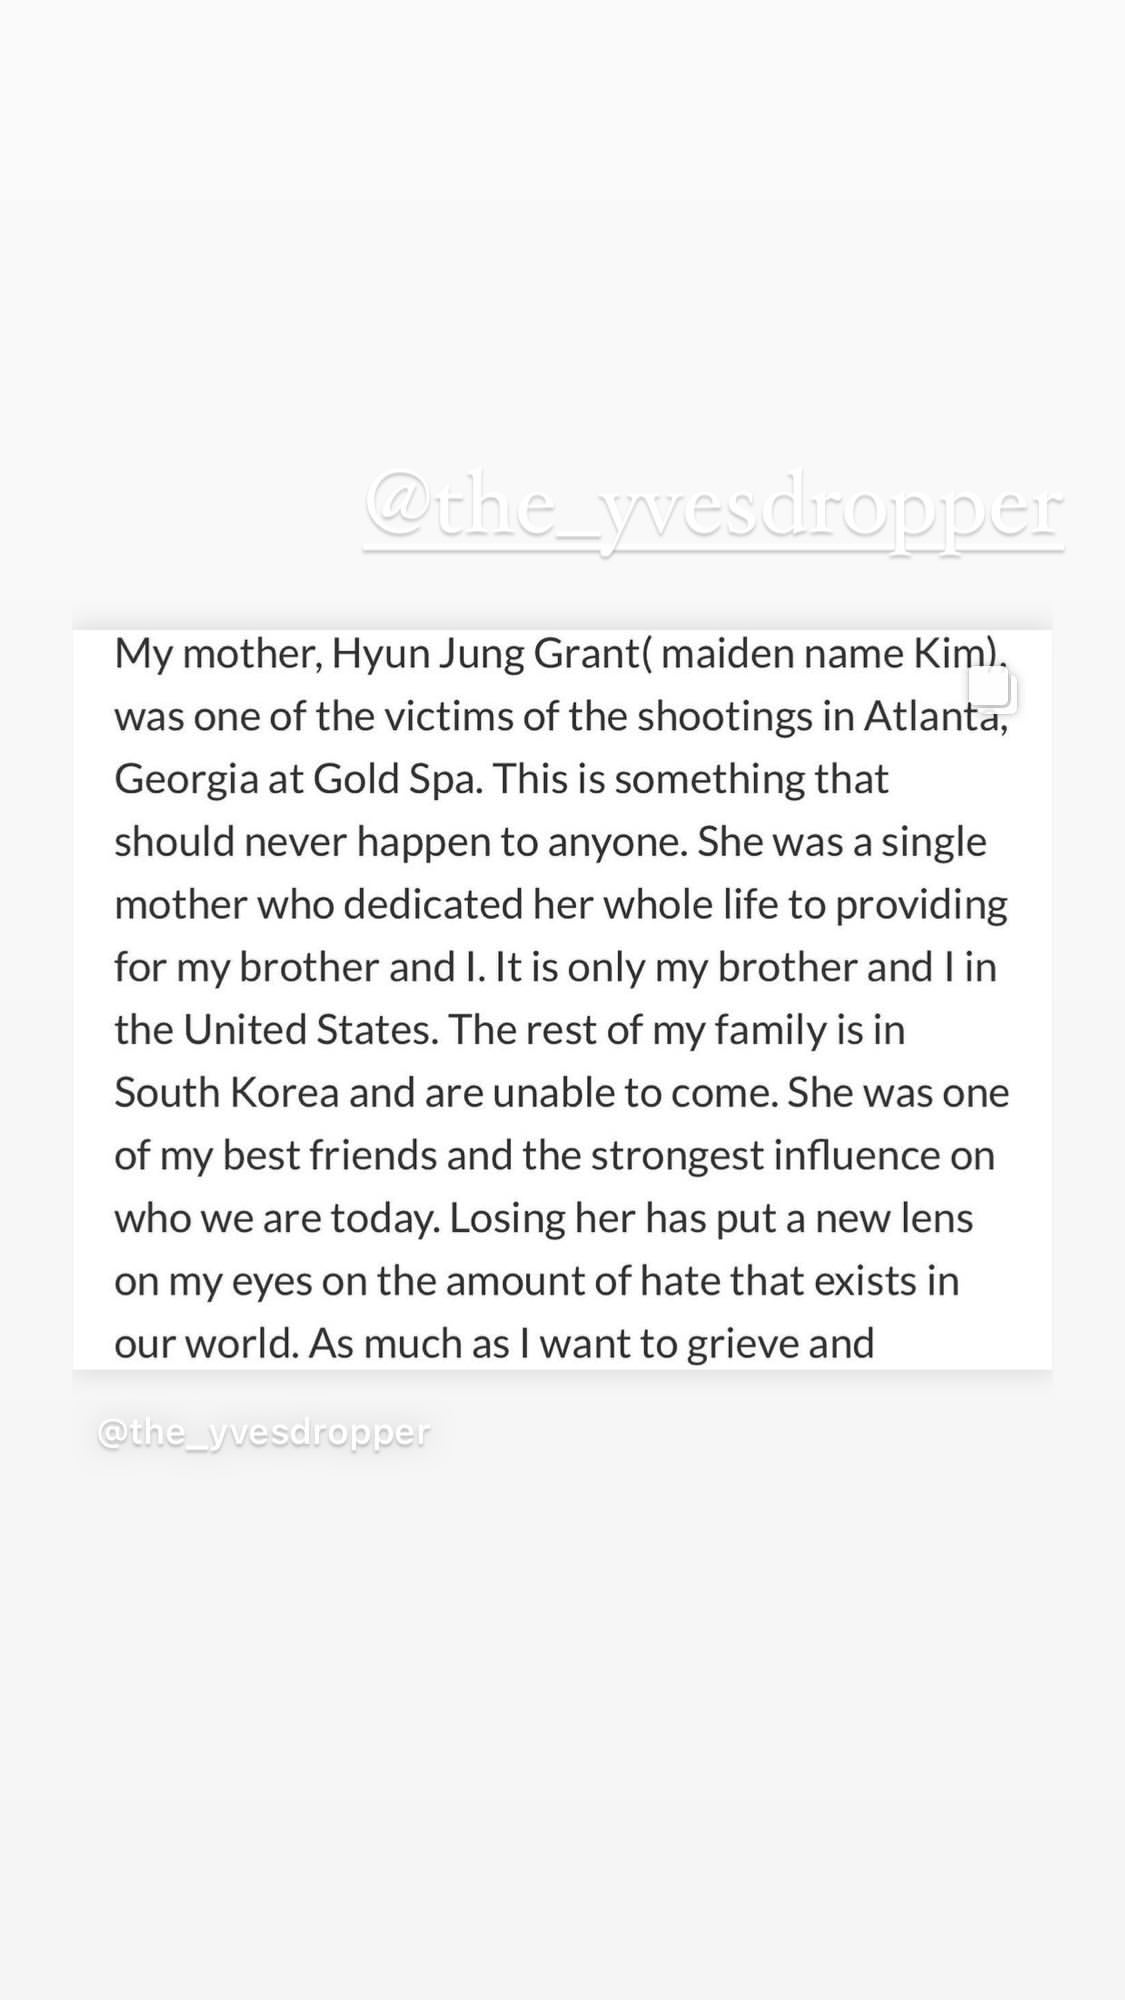 @the_yvesdropper
My mother, Hyun Jung Grant( maiden name Kim),
was one of the victims of the shootings in Atlanta,
Georgia at Gold Spa. This is something that
should never happen to anyone. She was a single
mother who dedicated her whole life to providing
for my brother and I. It is only my brother and I in
the United States. The rest of my family is in
South Korea and are unable to come. She was one
of my best friends and the strongest influence on
who we are today. Losing her has put a new lens
on my eyes on the amount of hate that exists in
our world. As much as I want to grieve and
@the_yvesdropper